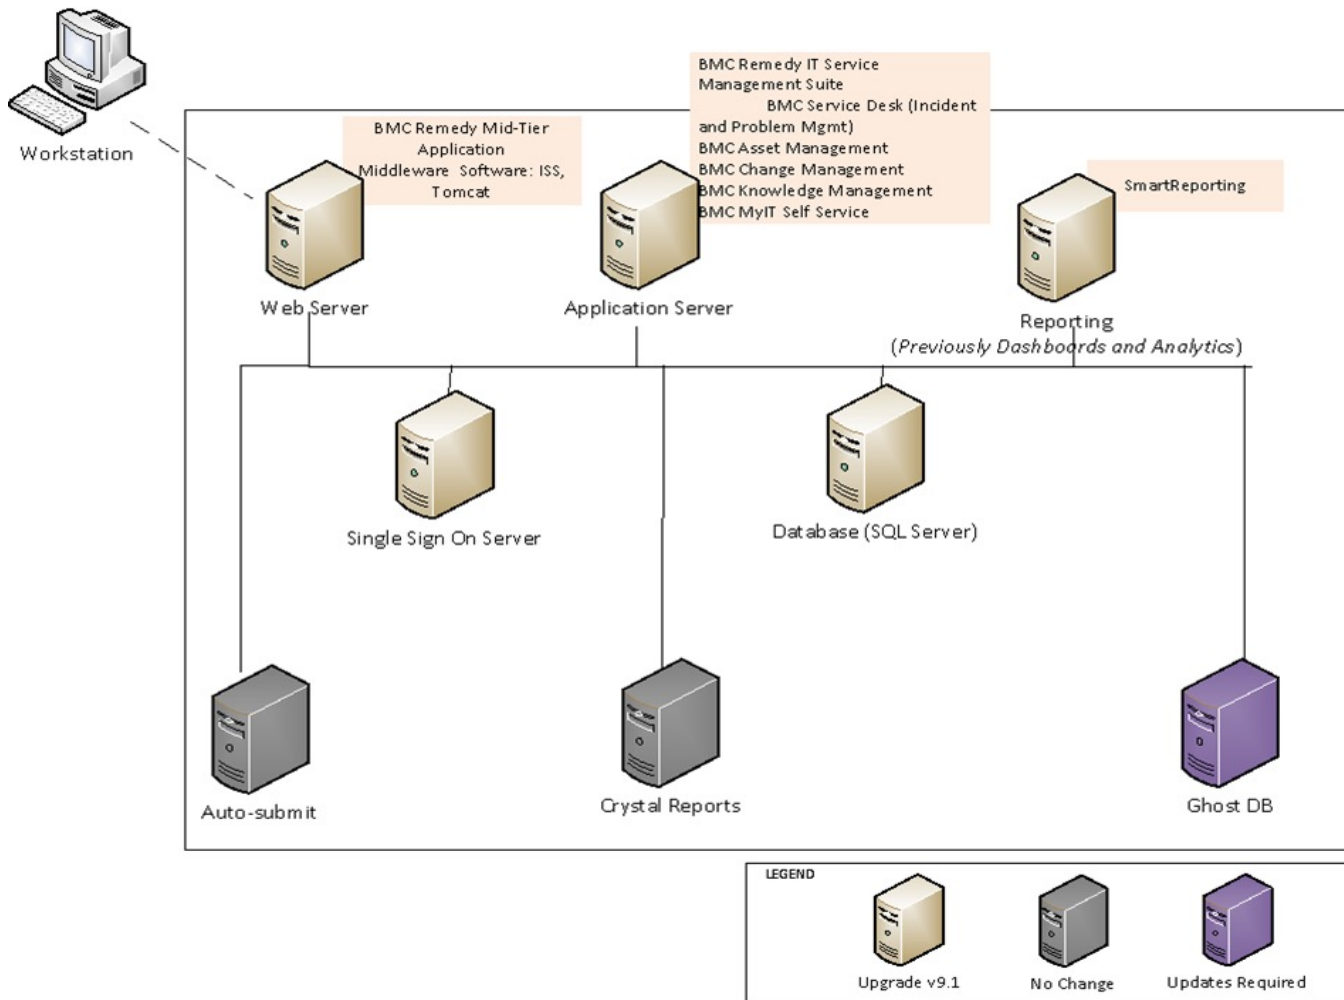 Workstation
BMC Remedy Mid-Tier
Application
Middleware Software: ISS,
Tomcat
BMC Remedy IT Service
Management Suite
BMC Service Desk (Incident
and Problem Mgmt)
BMC Asset Management
BMC Change Management
BMC Knowledge Management
BMC MyIT Self Service
SmartReporting
Web Server
Application Server
Reporting
(Previously Dashboards and Analytics)
Single Sign On Server
Database (SQL Server)
Auto-submit
Crystal Reports
Ghost DB
LEGEND
Upgrade v9.1
No Change
Updates Required